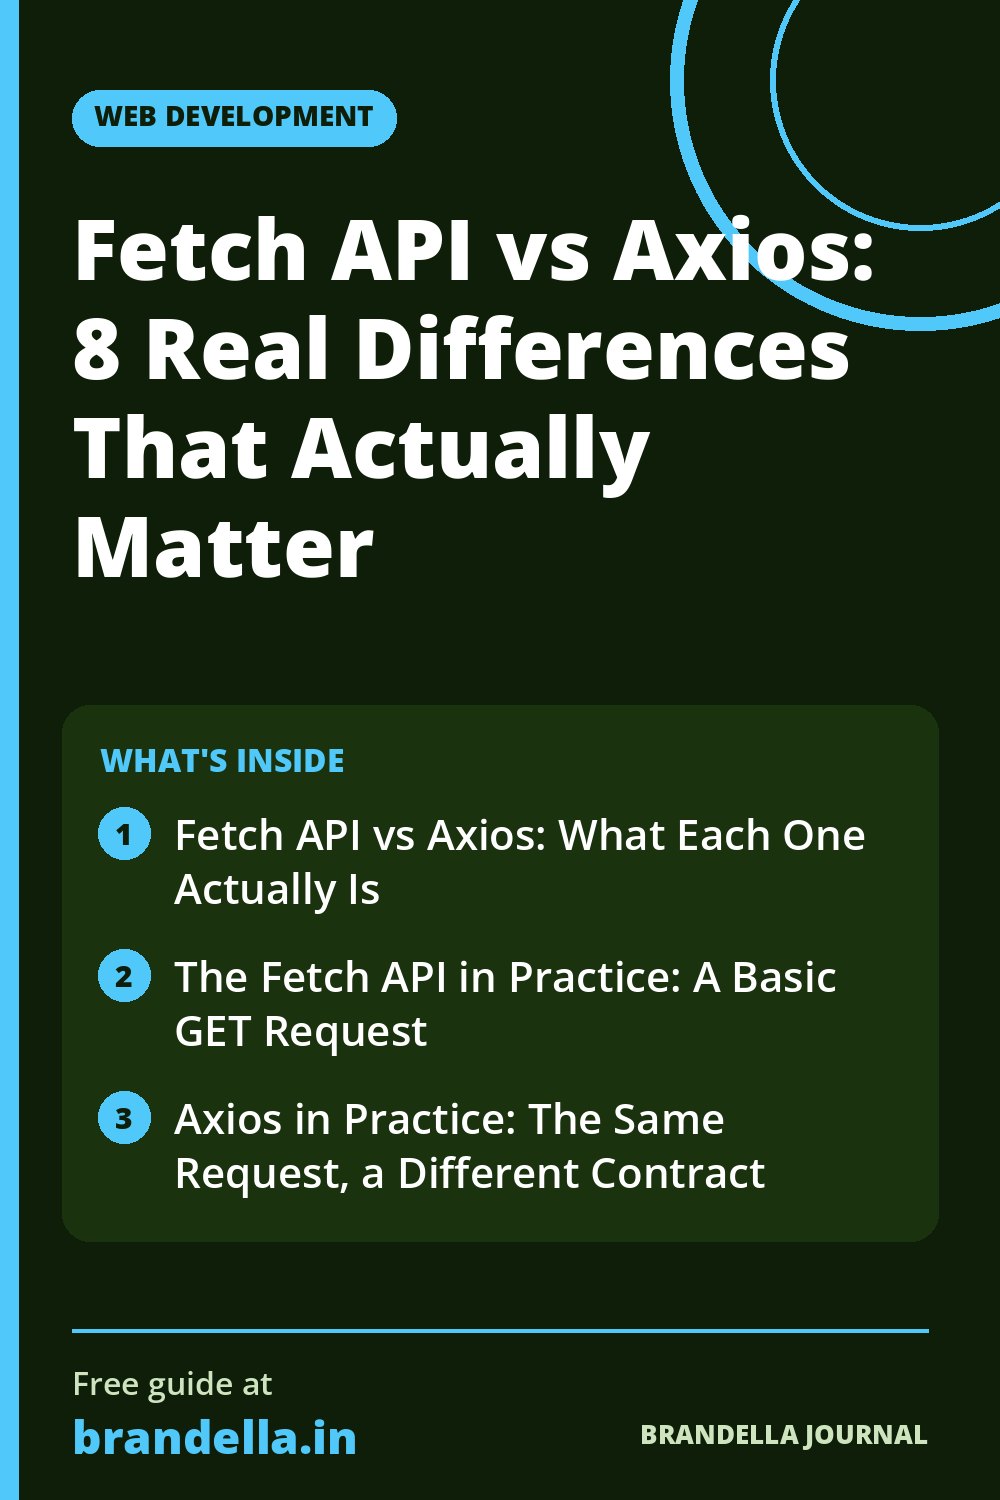 WEB DEVELOPMENT
Fetch API vs Axios:
8 Real Differences
That Actually
Matter
WHAT'S INSIDE
1 Fetch API vs Axios: What Each One
Actually Is
2 The Fetch API in Practice: A Basic
GET Request
3 Axios in Practice: The Same
Request, a Different Contract
Free guide at
brandella.in
BRANDELLA JOURNAL